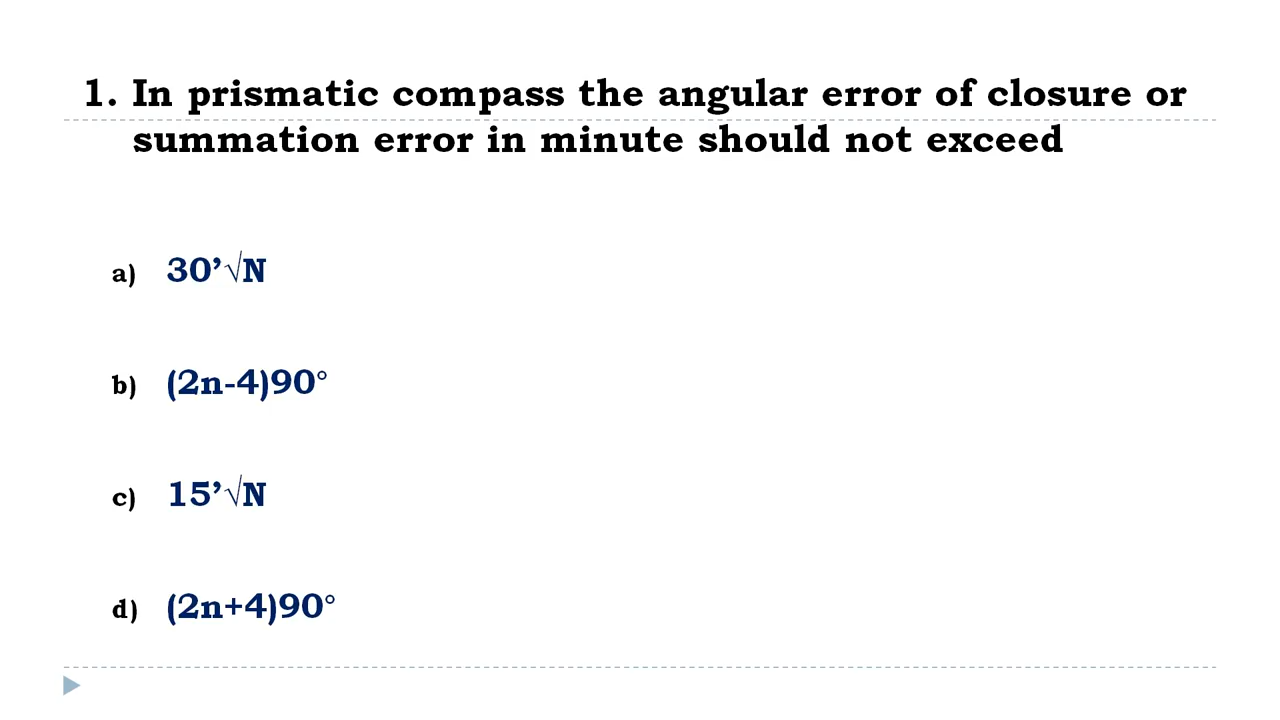 1. In prismatic compass the angular error of closure or
summation error in minute should not exceed
a) 30’√N
b) (2n-4)90°
c) 15’√N
d) (2n+4)90°